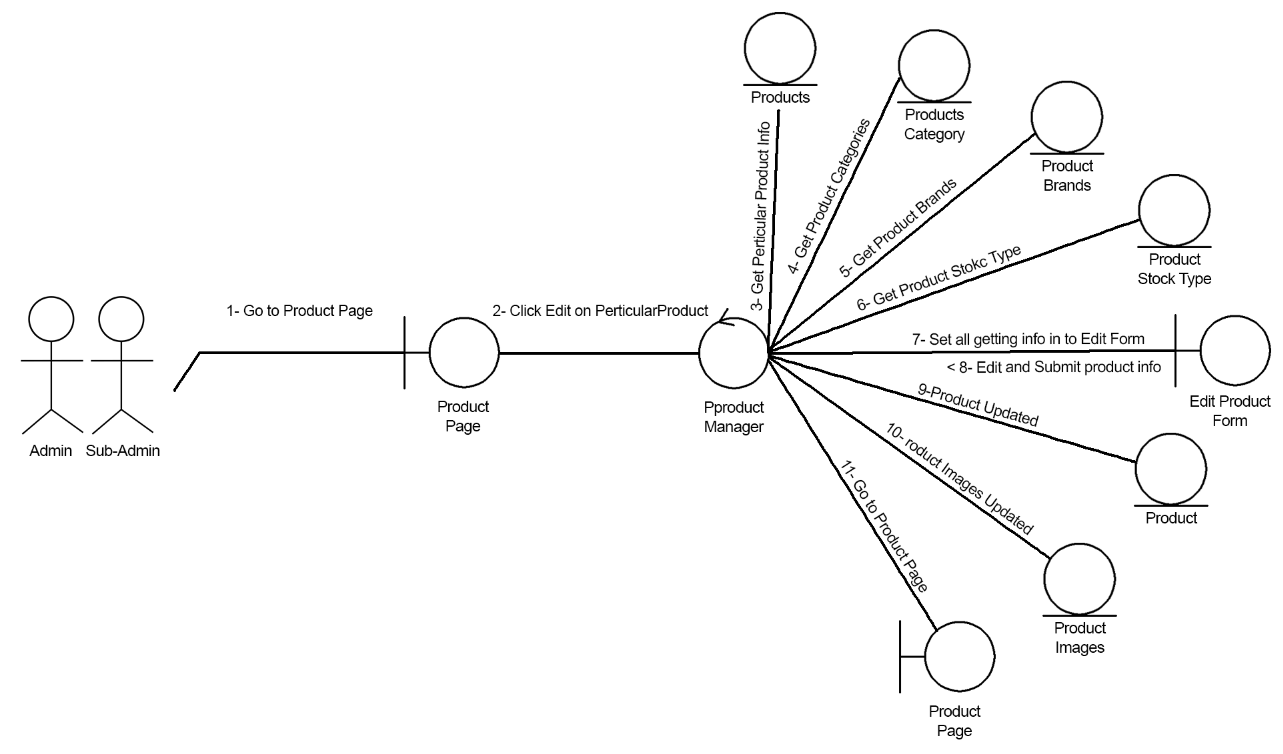 Products
Products
Category
Product
Brands
Product
Stock Type
3- Get Perticular Product Info
4- Get Product Categories
5- Get Product Brands
6- Get Product Stokc Type
1- Go to Product Page
2- Click Edit on PerticularProduct
7- Set all getting info in to Edit Form
< 8- Edit and Submit product info
Admin
Sub-Admin
Product
Page
Pproduct
Manager
Edit Product
Form
9-Product Updated
10- roduct Images Updated
11- Go to Product Page
Product
Product
Images
Product
Page